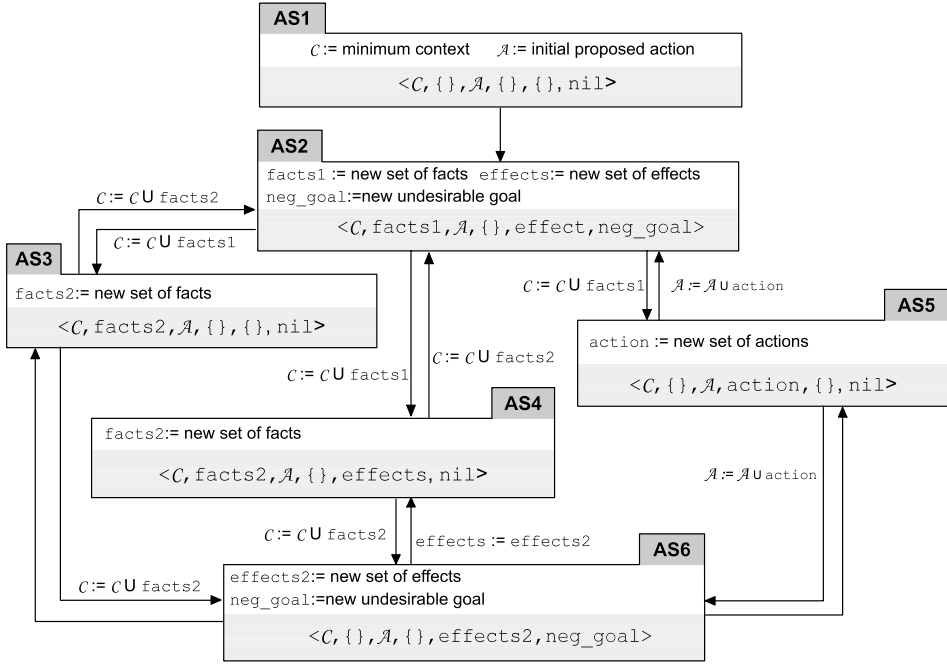 AS1
C := minimum context A := initial proposed action
<C, {}, A, {}, {}, nil>
AS2
facts1 := new set of facts effects:= new set of effects
neg_goal:=new undesirable goal
<C, facts1, A, {}, effect, neg_goal>
C := C U facts2
C := C U facts1
AS3
facts2:= new set of facts
<C, facts2, A, {}, {}, nil>
C := C U facts1
A := A U action
AS5
action := new set of actions
<C, {}, A, action, {}, nil>
C := C U facts1
C := C U facts2
AS4
facts2:= new set of facts
<C, facts2, A, {}, effects, nil>
A := A U action
C := C U facts2
effects := effects2
AS6
effects2:= new set of effects
neg_goal:=new undesirable goal
<C, {}, A, {}, effects2, neg_goal>
C := C U facts2